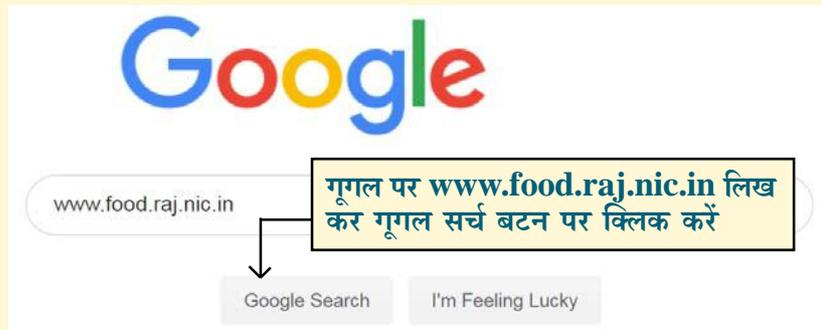 Google
www.food.raj.nic.in
गूगल पर www.food.raj.nic.in लिख
कर गूगल सर्च बटन पर क्लिक करें
Google Search
I'm Feeling Lucky